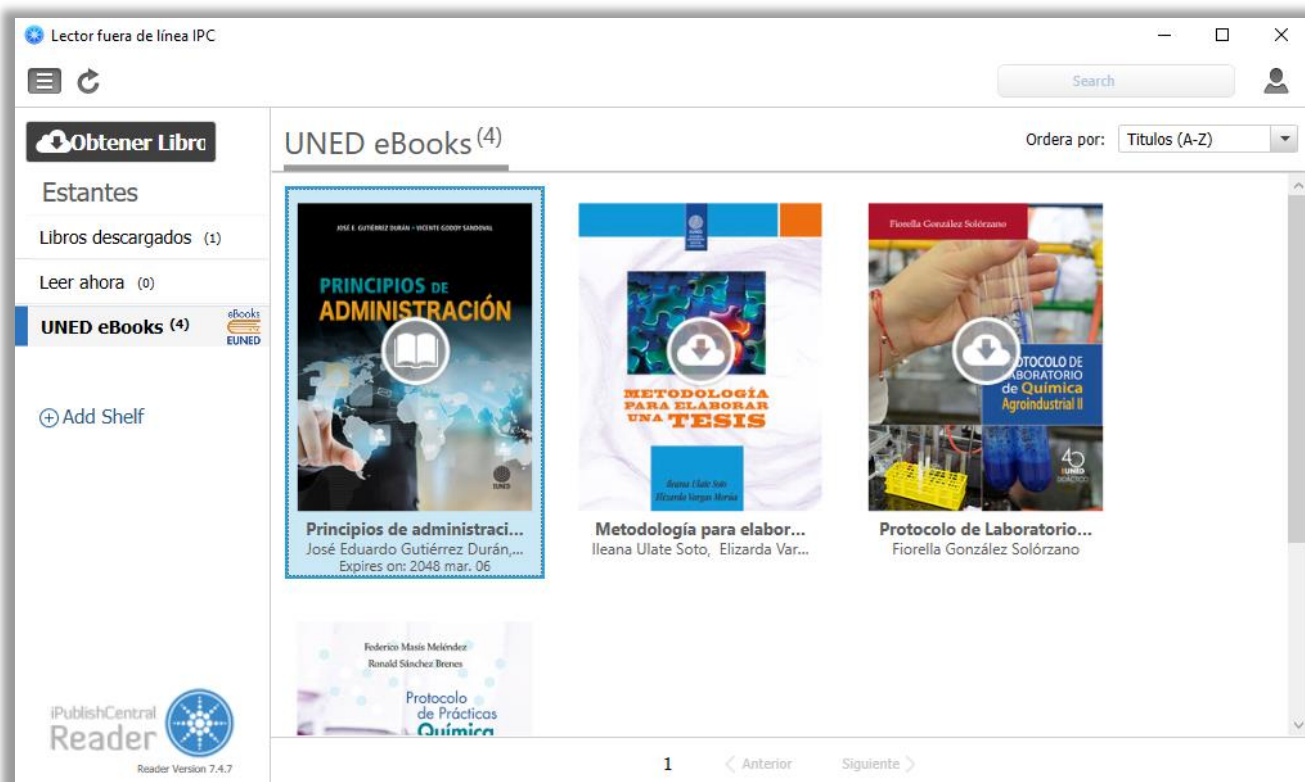 Lector fuera de línea IPC
Search
Obtener Libro
Estantes
Libros descargados (1)
Leer ahora (0)
UNED eBooks (4)
eBooks
EUNED
Add Shelf
iPublishCentral
Reader
Reader Version 7.4.7
UNED eBooks (4)
Ordera por: Titulos (A-Z)
JOSÉ E. GUTIÉRREZ DURÁN • VICENTE GODOY SANDOVAL
PRINCIPIOS DE
ADMINISTRACIÓN
EUNED
Principios de administraci...
José Eduardo Gutiérrez Durán,...
Expires on: 2048 mar. 06
METODOLOGÍA
PARA ELABORAR
UNA TESIS
Ileana Ulate Soto
Elizarda Vargas Morúa
Metodología para elabor...
Ileana Ulate Soto, Elizarda Var...
Fiorella González Solórzano
PROTOCOLO DE
LABORATORIO
de Química
Agroindustrial II
40
EUNED
DIDÁCTICO
Protocolo de Laboratorio...
Fiorella González Solórzano
Federico Masís Meléndez
Ronald Sánchez Brenes
Protocolo
de Prácticas
Química
1
Anterior
Siguiente